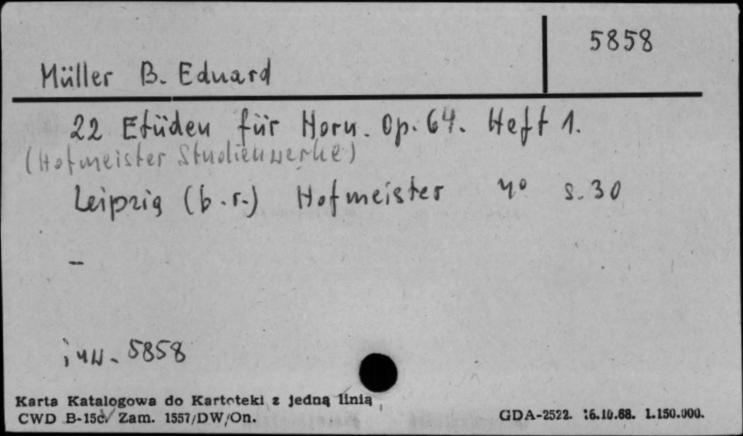 5858
Müller B. Eduard
22 Etüden für Horn. Op. 64. Heft 1.
(Hofmeister Studienwerke)
Leipzig (b.r.) Hofmeister 4° s. 30
–
inw. 5858
Karta Katalogowa do Kartoteki z jedną linią
CWD B-15c/ Zam. 1557/DW/On. GDA-2522. 16.10.68. 1.150.000.